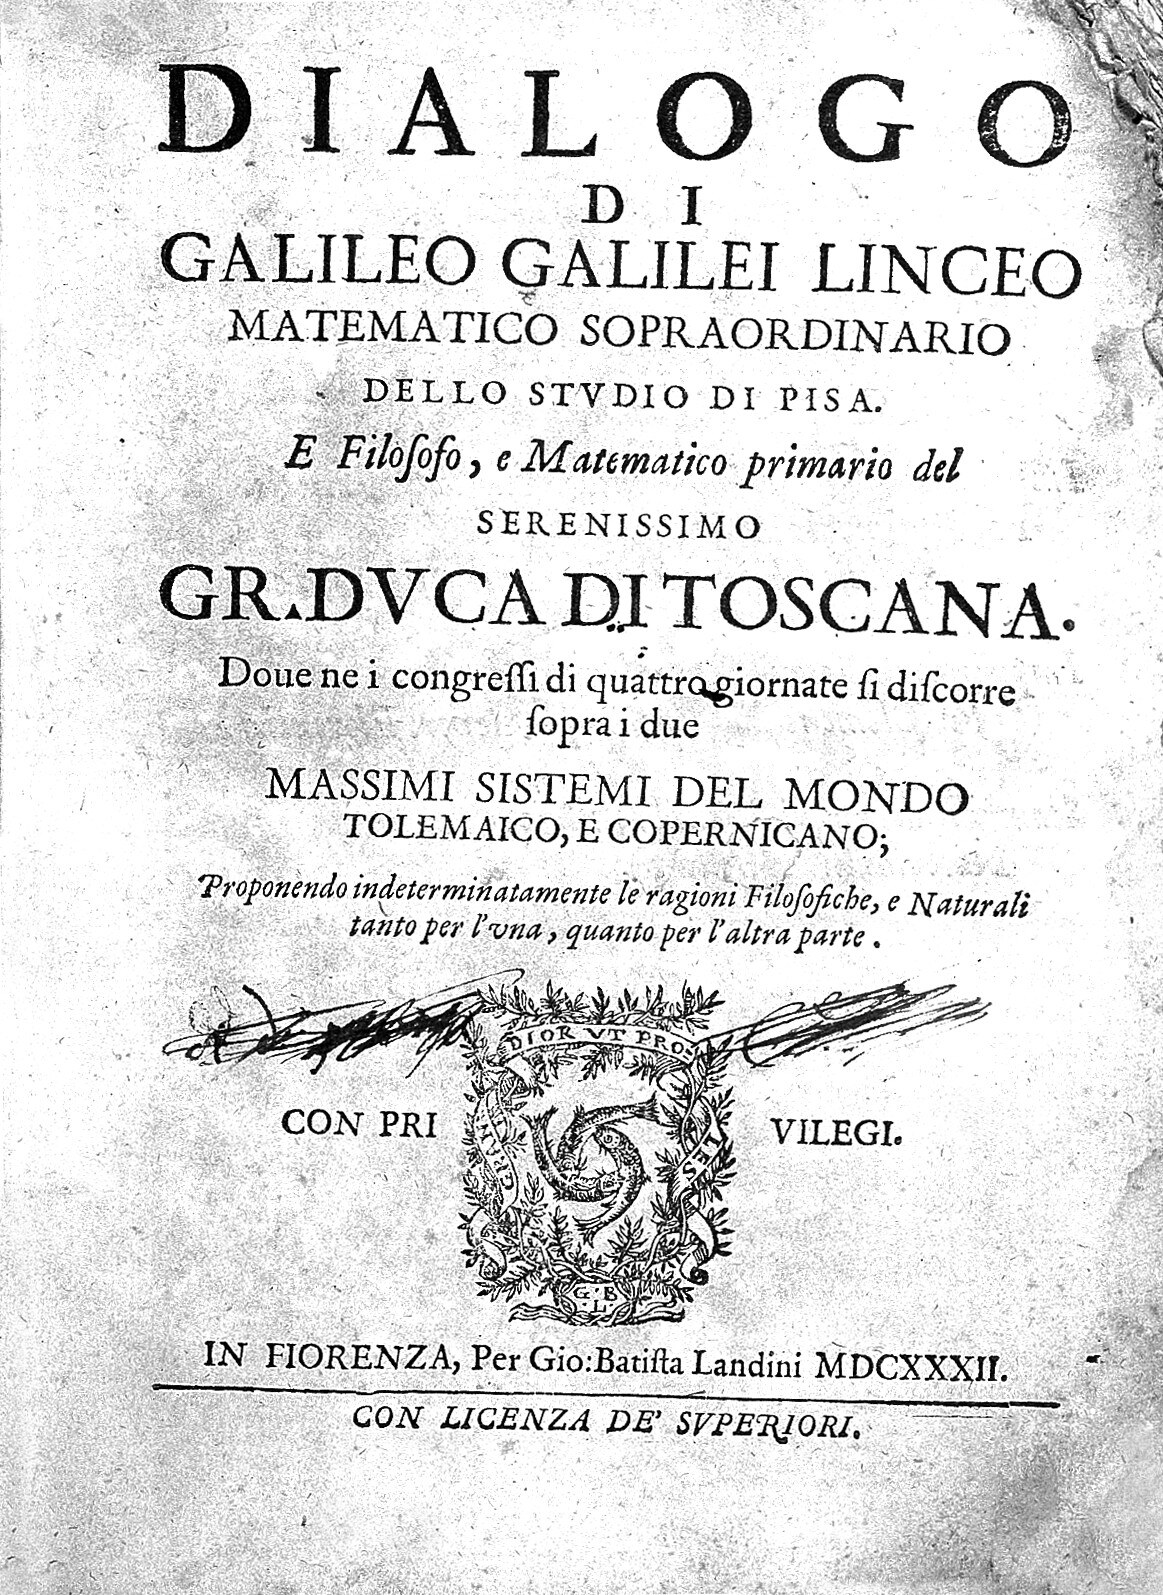 DIALOGO
DI
GALILEO GALILEI LINCEO
MATEMATICO SOPRAORDINARIO
DELLO STVDIO DI PISA.
E Filoſofo, e Matematico primario del
SERENISSIMO
GR.DVCA DI TOSCANA.
Doue ne i congreſſi di quattro giornate ſi diſcorre
ſopra i due
MASSIMI SISTEMI DEL MONDO
TOLEMAICO, E COPERNICANO;
Proponendo indeterminatamente le ragioni Filoſofiche, e Naturali
tanto per l'vna, quanto per l'altra parte.
GRAN
DIOR VT PRO-
LES
CON PRI VILEGI.
G·B
·L·
IN FIORENZA, Per Gio:Batiſta Landini MDCXXXII.
CON LICENZA DE' SVPERIORI.